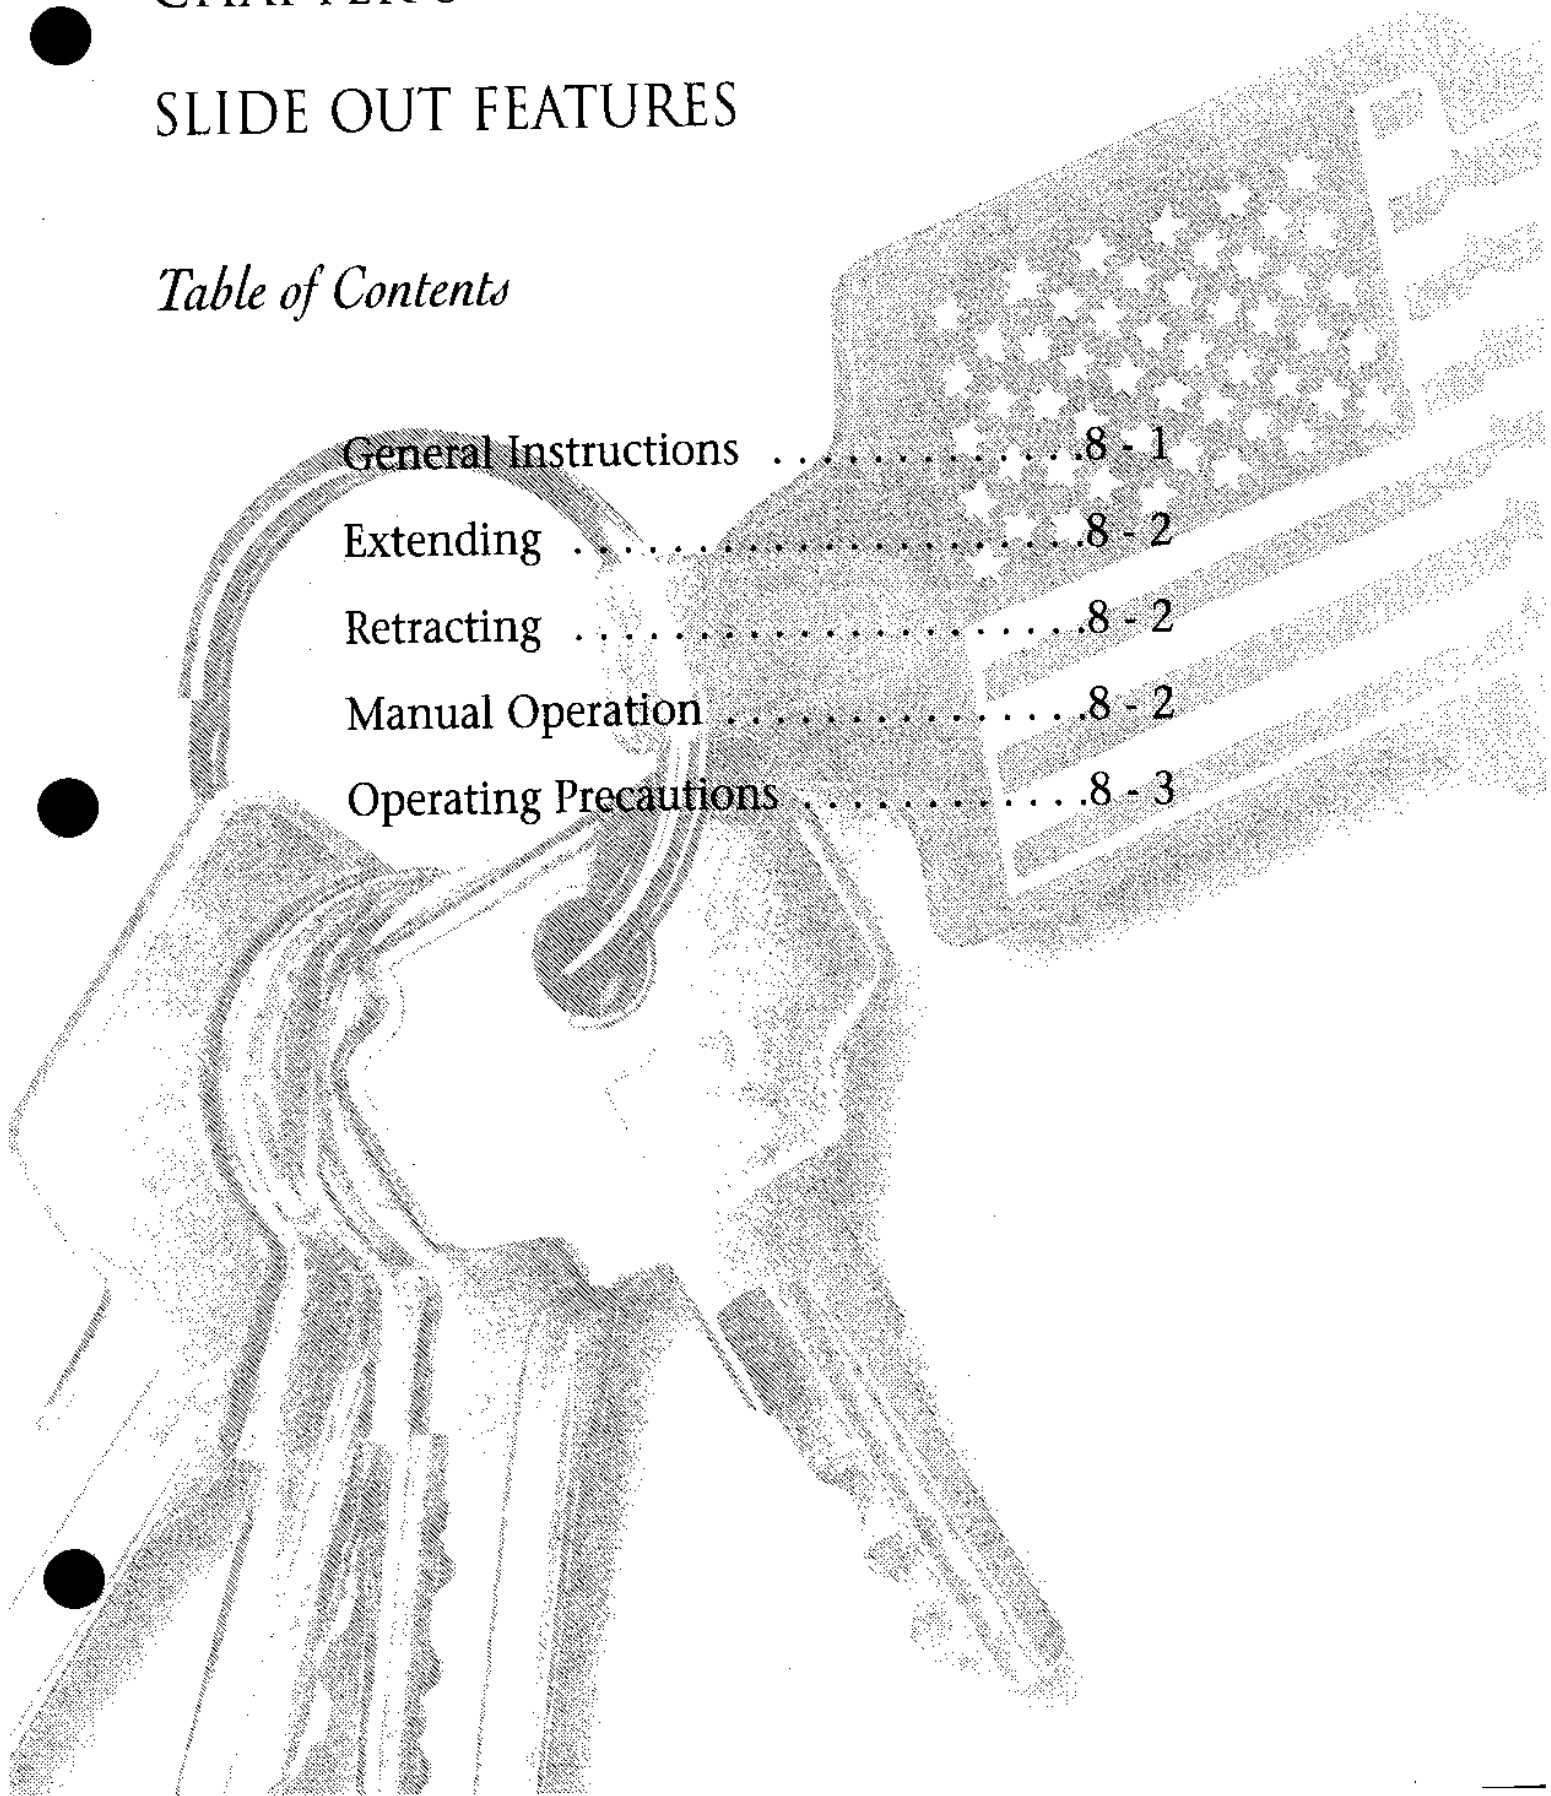 SLIDE OUT FEATURES
Table of Contents
General Instructions . . . . . . . . . . . . .8 - 1
Extending . . . . . . . . . . . . . . . . . . . . .8 - 2
Retracting . . . . . . . . . . . . . . . . . . . . .8 - 2
Manual Operation . . . . . . . . . . . . . . .8 - 2
Operating Precautions . . . . . . . . . . . .8 - 3